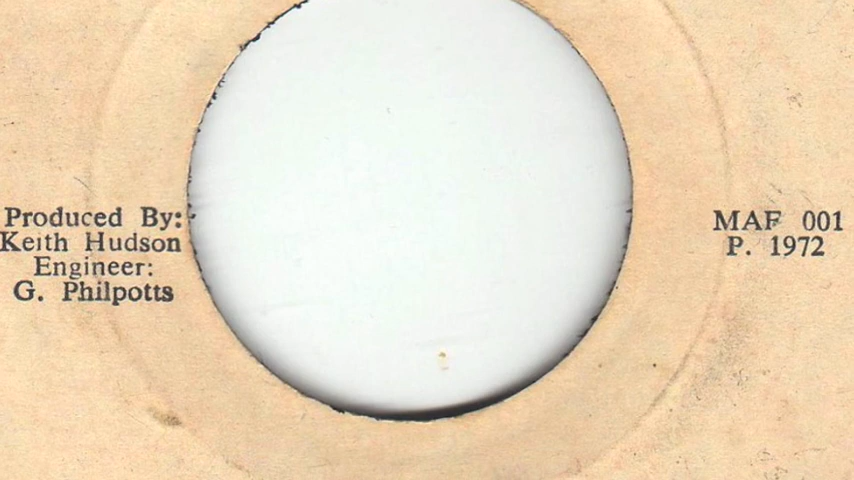 Produced By:
Keith Hudson
Engineer:
G. Philpotts
MAF 001
P. 1972